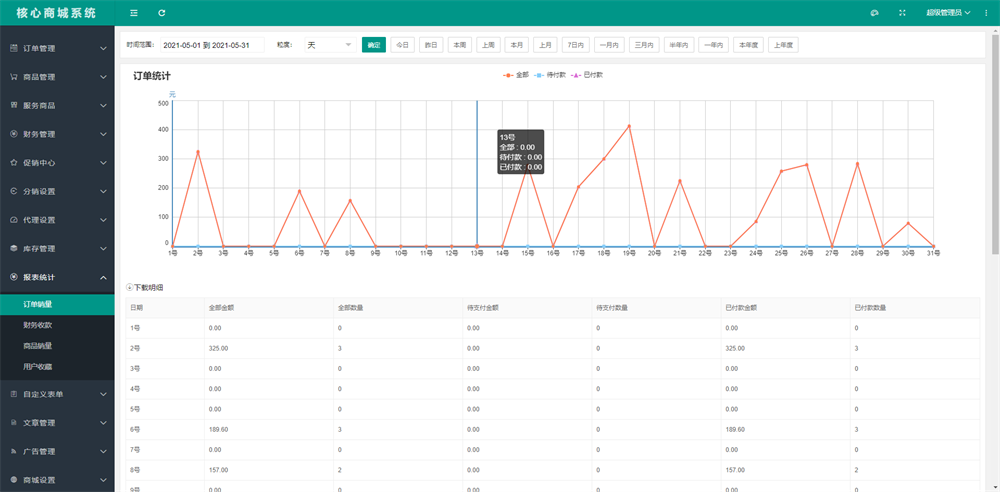 核心商城系统
超级管理员
订单管理
商品管理
服务商品
财务管理
促销中心
分销设置
代理设置
库存管理
报表统计
订单销量
财务收款
商品销量
用户收藏
自定义表单
文章管理
广告管理
商城设置
时间范围: 2021-05-01 到 2021-05-31 粒度: 天 确定 今日 昨日 本周 上周 本月 上月 7日内 一月内 三月内 半年内 一年内 本年度 上年度
订单统计
全部 待付款 已付款
元
500
400
300
200
100
0
13号
全部 : 0.00
待付款 : 0.00
已付款 : 0.00
1号 2号 3号 4号 5号 6号 7号 8号 9号 10号 11号 12号 13号 14号 15号 16号 17号 18号 19号 20号 21号 22号 23号 24号 25号 26号 27号 28号 29号 30号 31号
下载明细
日期 全部金额 全部数量 待支付金额 待支付数量 已付款金额 已付款数量
1号 0.00 0 0.00 0 0.00 0
2号 325.00 3 0.00 0 325.00 3
3号 0.00 0 0.00 0 0.00 0
4号 0.00 0 0.00 0 0.00 0
5号 0.00 0 0.00 0 0.00 0
6号 189.60 3 0.00 0 189.60 3
7号 0.00 0 0.00 0 0.00 0
8号 157.00 2 0.00 0 157.00 2
9号 0.00 0 0.00 0 0.00 0